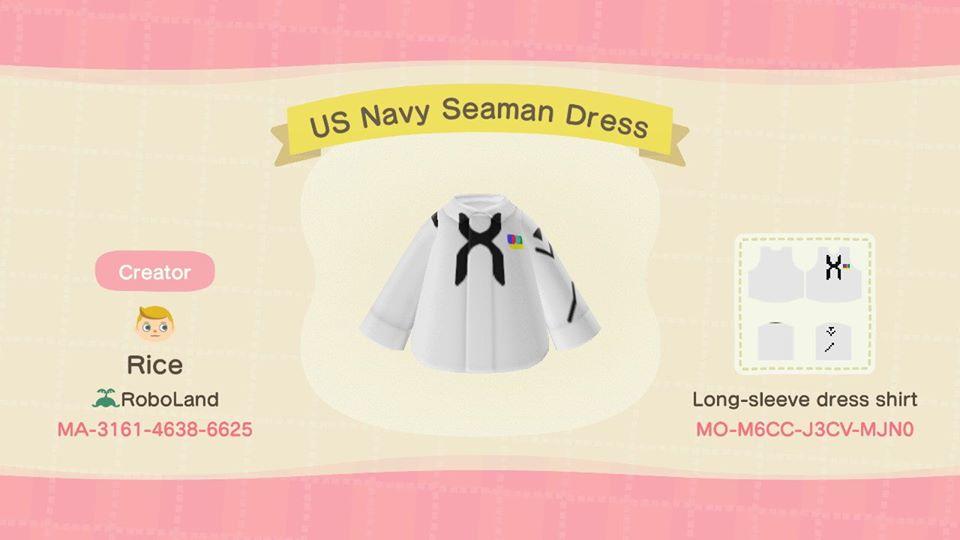 US Navy Seaman Dress
Creator
Rice
RoboLand
MA-3161-4638-6625
Long-sleeve dress shirt
MO-M6CC-J3CV-MJN0